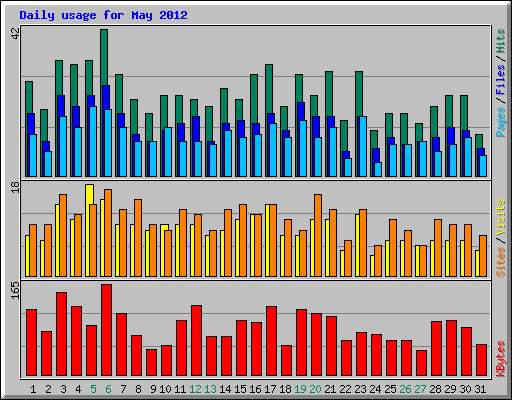 Daily usage for May 2012
42
Pages / Files / Hits
18
Sites / Visits
165
KBytes
1 2 3 4 5 6 7 8 9 10 11 12 13 14 15 16 17 18 19 20 21 22 23 24 25 26 27 28 29 30 31